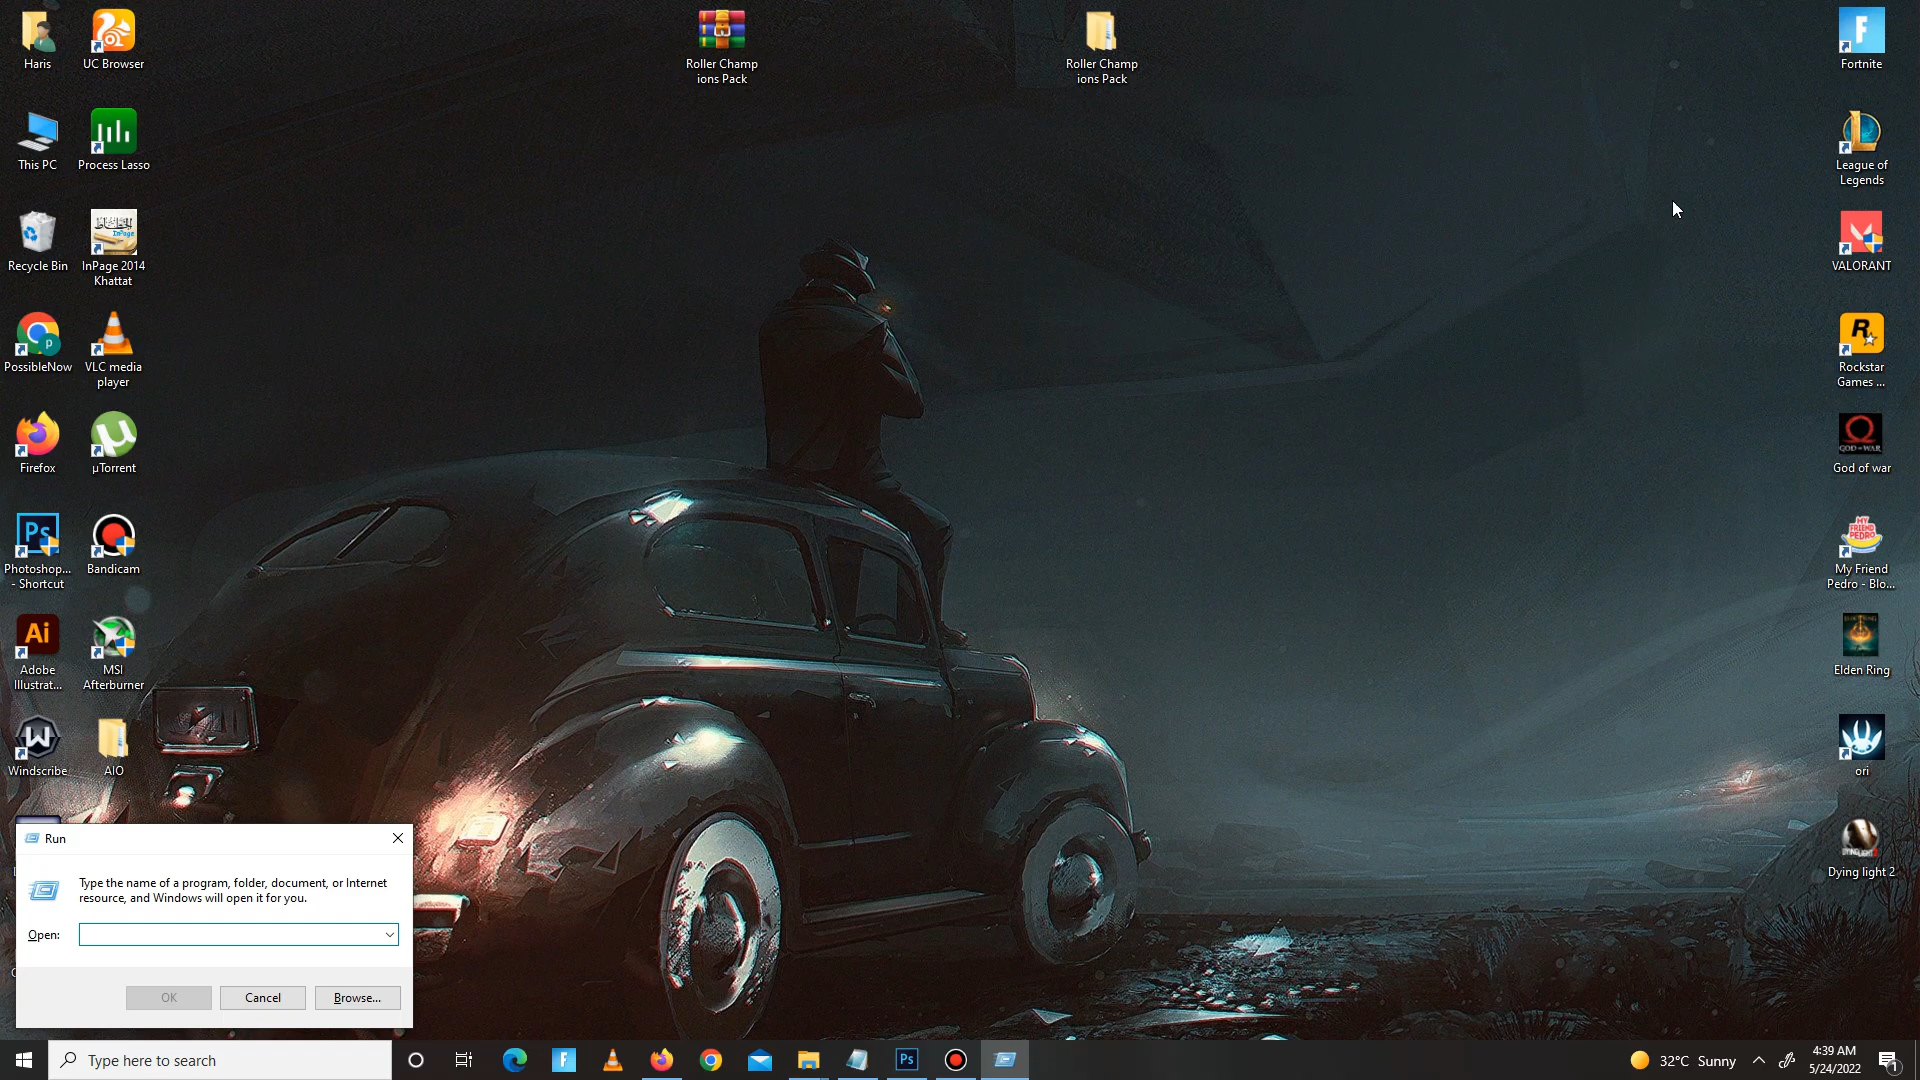 Haris
UC Browser
Roller Champ
ions Pack
Roller Champ
ions Pack
Fortnite
This PC
Process Lasso
League of
Legends
Recycle Bin
InPage 2014
Khattat
VALORANT
PossibleNow
VLC media
player
Rockstar
Games ...
Firefox
µTorrent
God of war
Photoshop...
- Shortcut
Bandicam
My Friend
Pedro - Blo...
Adobe
Illustrat...
MSI
Afterburner
Elden Ring
Windscribe
AIO
ori
Dying light 2
Run
Type the name of a program, folder, document, or Internet
resource, and Windows will open it for you.
Open:
OK
Cancel
Browse...
Type here to search
32°C Sunny
4:39 AM
5/24/2022
1